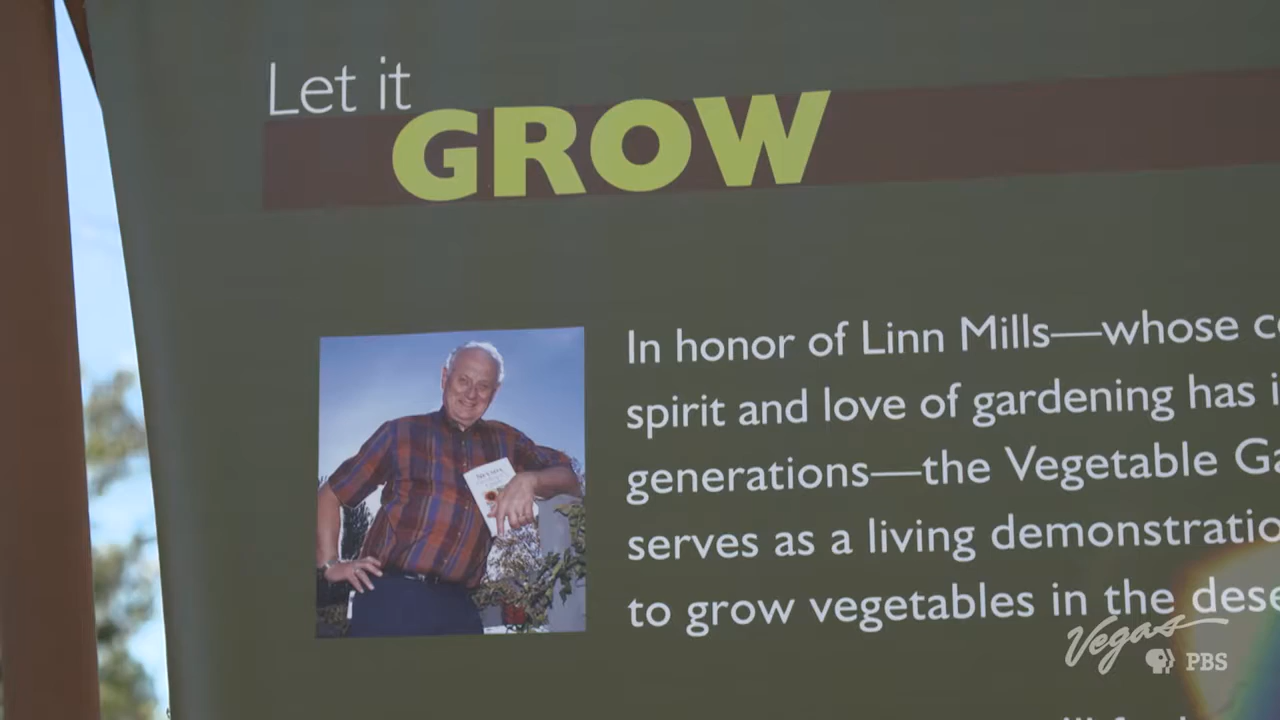 Let it
GROW
In honor of Linn Mills—whose
spirit and love of gardening has
generations—the Vegetable
serves as a living
to grow vegetables in the
Vegas
PBS